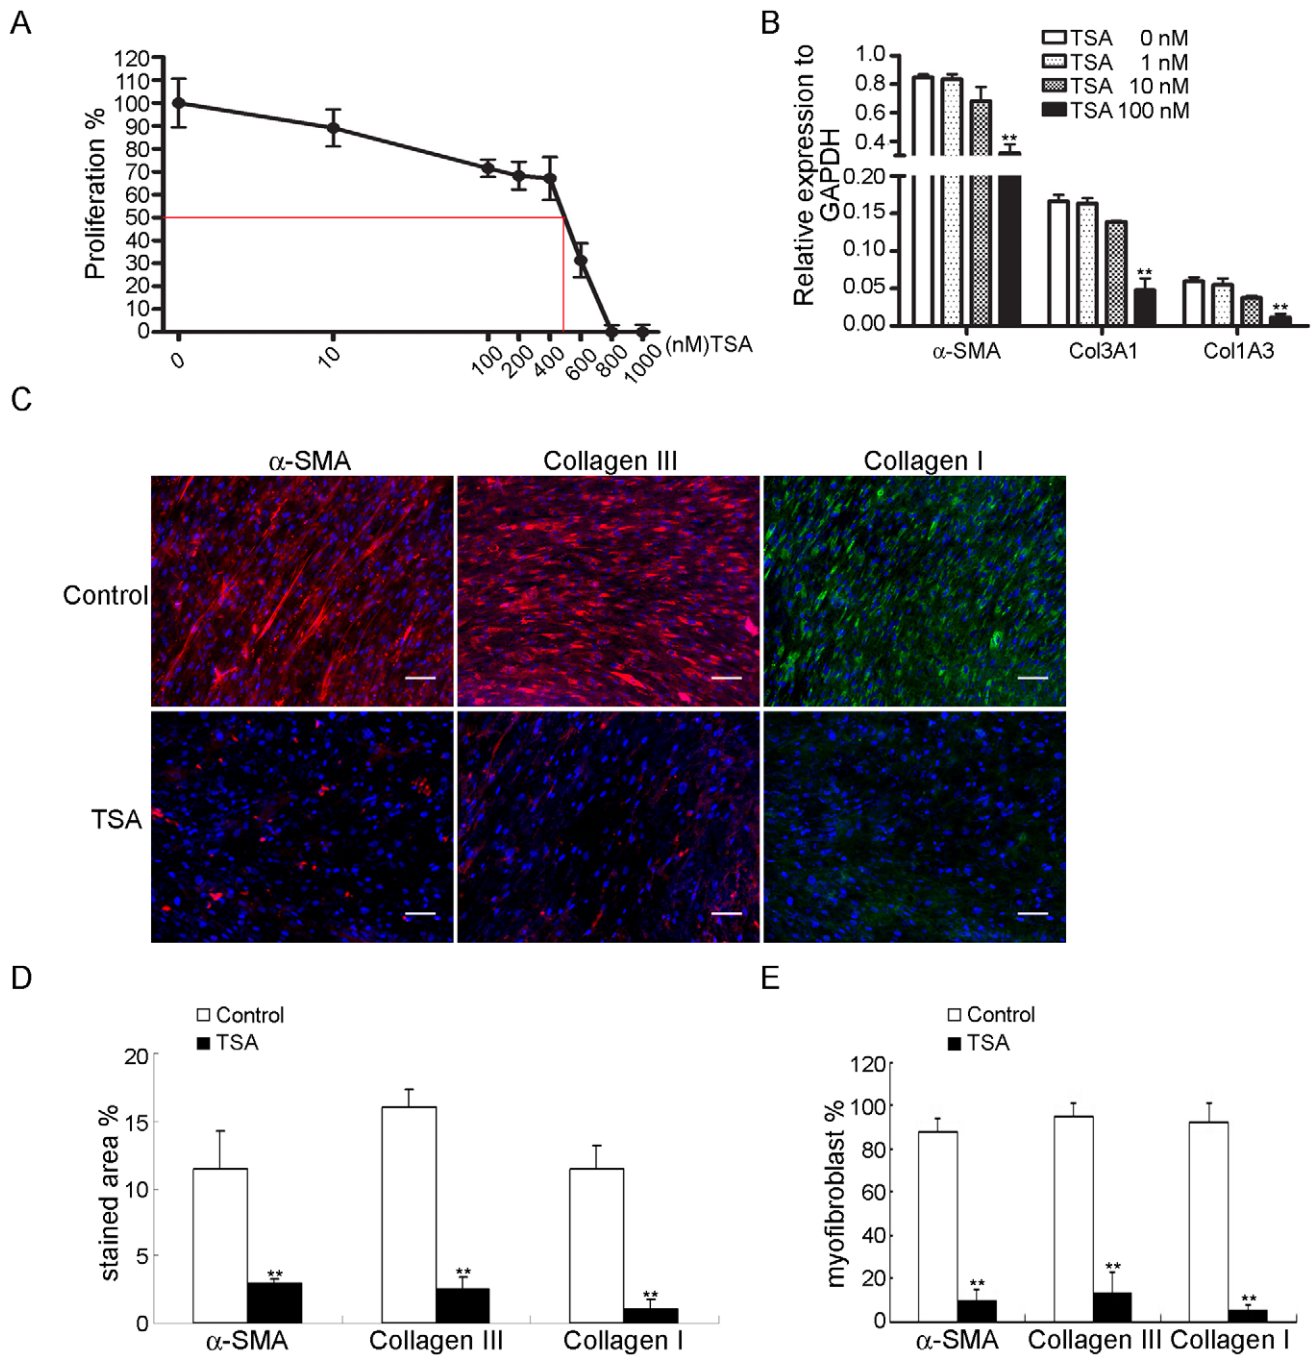 A
120
110
100
90
80
70
60
50
40
30
20
10
0
Proliferation %
0 10 100 200 400 600 800 1000 (nM)TSA
B
TSA 0 nM
TSA 1 nM
TSA 10 nM
TSA 100 nM
Relative expression to
GAPDH
1.0
0.8
0.6
0.4
0.20
0.15
0.10
0.05
0.00
**
**
**
α-SMA Col3A1 Col1A3
C
α-SMA Collagen III Collagen I
Control
TSA
D
Control
TSA
stained area %
20
15
10
5
0
**
**
**
α-SMA Collagen III Collagen I
E
Control
TSA
myofibroblast %
120
100
80
60
40
20
0
**
**
**
α-SMA Collagen III Collagen I